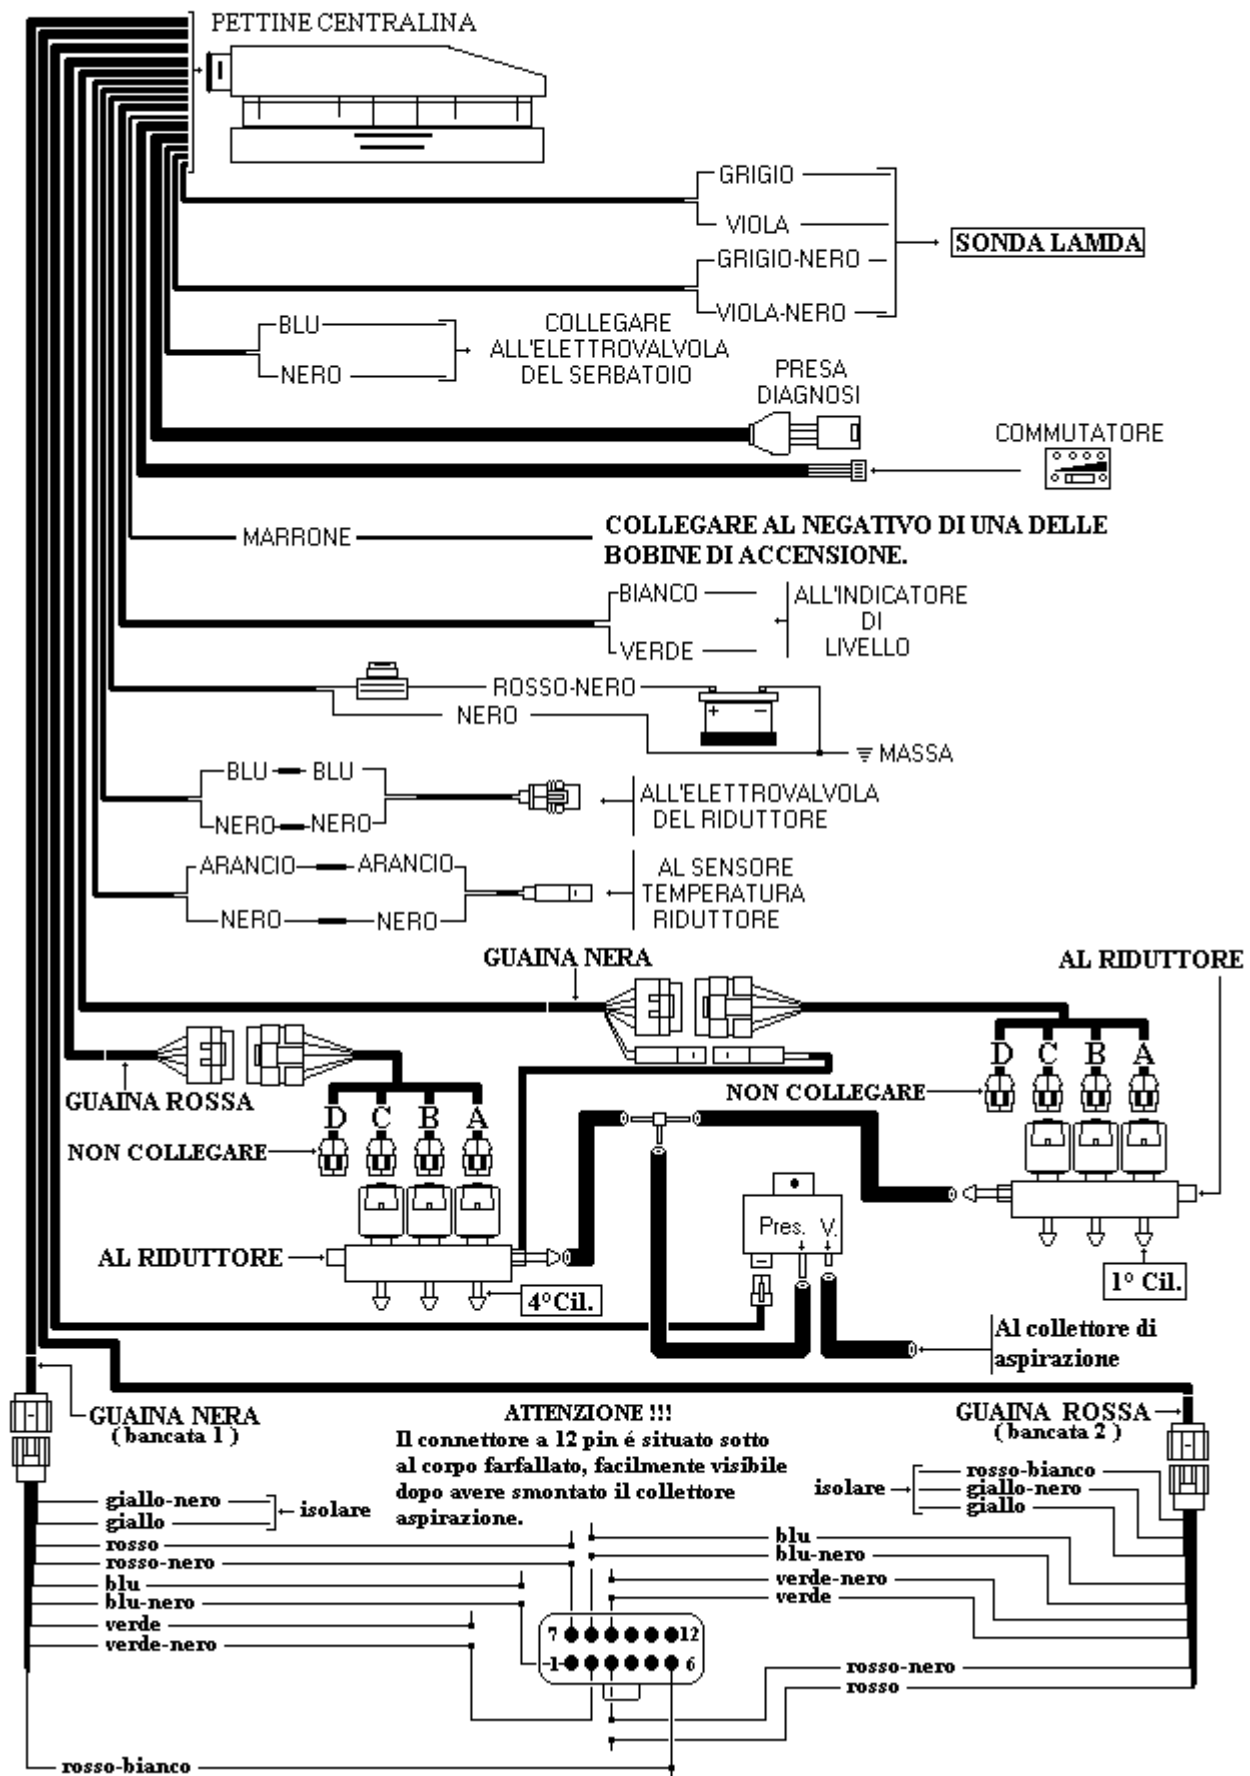 PETTINE CENTRALINA
GRIGIO
VIOLA
SONDA LAMDA
GRIGIO-NERO
VIOLA-NERO
BLU
NERO
COLLEGARE
ALL'ELETTROVALVOLA
DEL SERBATOIO
PRESA
DIAGNOSI
COMMUTATORE
MARRONE
COLLEGARE AL NEGATIVO DI UNA DELLE
BOBINE DI ACCENSIONE.
BIANCO
VERDE
ALL'INDICATORE
DI
LIVELLO
ROSSO-NERO
NERO
+ −
MASSA
BLU BLU
NERO NERO
ALL'ELETTROVALVOLA
DEL RIDUTTORE
ARANCIO ARANCIO
NERO NERO
AL SENSORE
TEMPERATURA
RIDUTTORE
GUAINA NERA
AL RIDUTTORE
D C B A
NON COLLEGARE
GUAINA ROSSA
D C B A
NON COLLEGARE
Pres. V.
AL RIDUTTORE
4°Cil.
1° Cil.
Al collettore di
aspirazione
GUAINA NERA
( bancata 1 )
ATTENZIONE !!!
Il connettore a 12 pin é situato sotto
al corpo farfallato, facilmente visibile
dopo avere smontato il collettore
aspirazione.
GUAINA ROSSA
( bancata 2 )
giallo-nero
giallo
isolare
rosso
rosso-nero
blu
blu-nero
verde
verde-nero
rosso-bianco
isolare
rosso-bianco
giallo-nero
giallo
blu
blu-nero
verde-nero
verde
7 12
1 6
rosso-nero
rosso